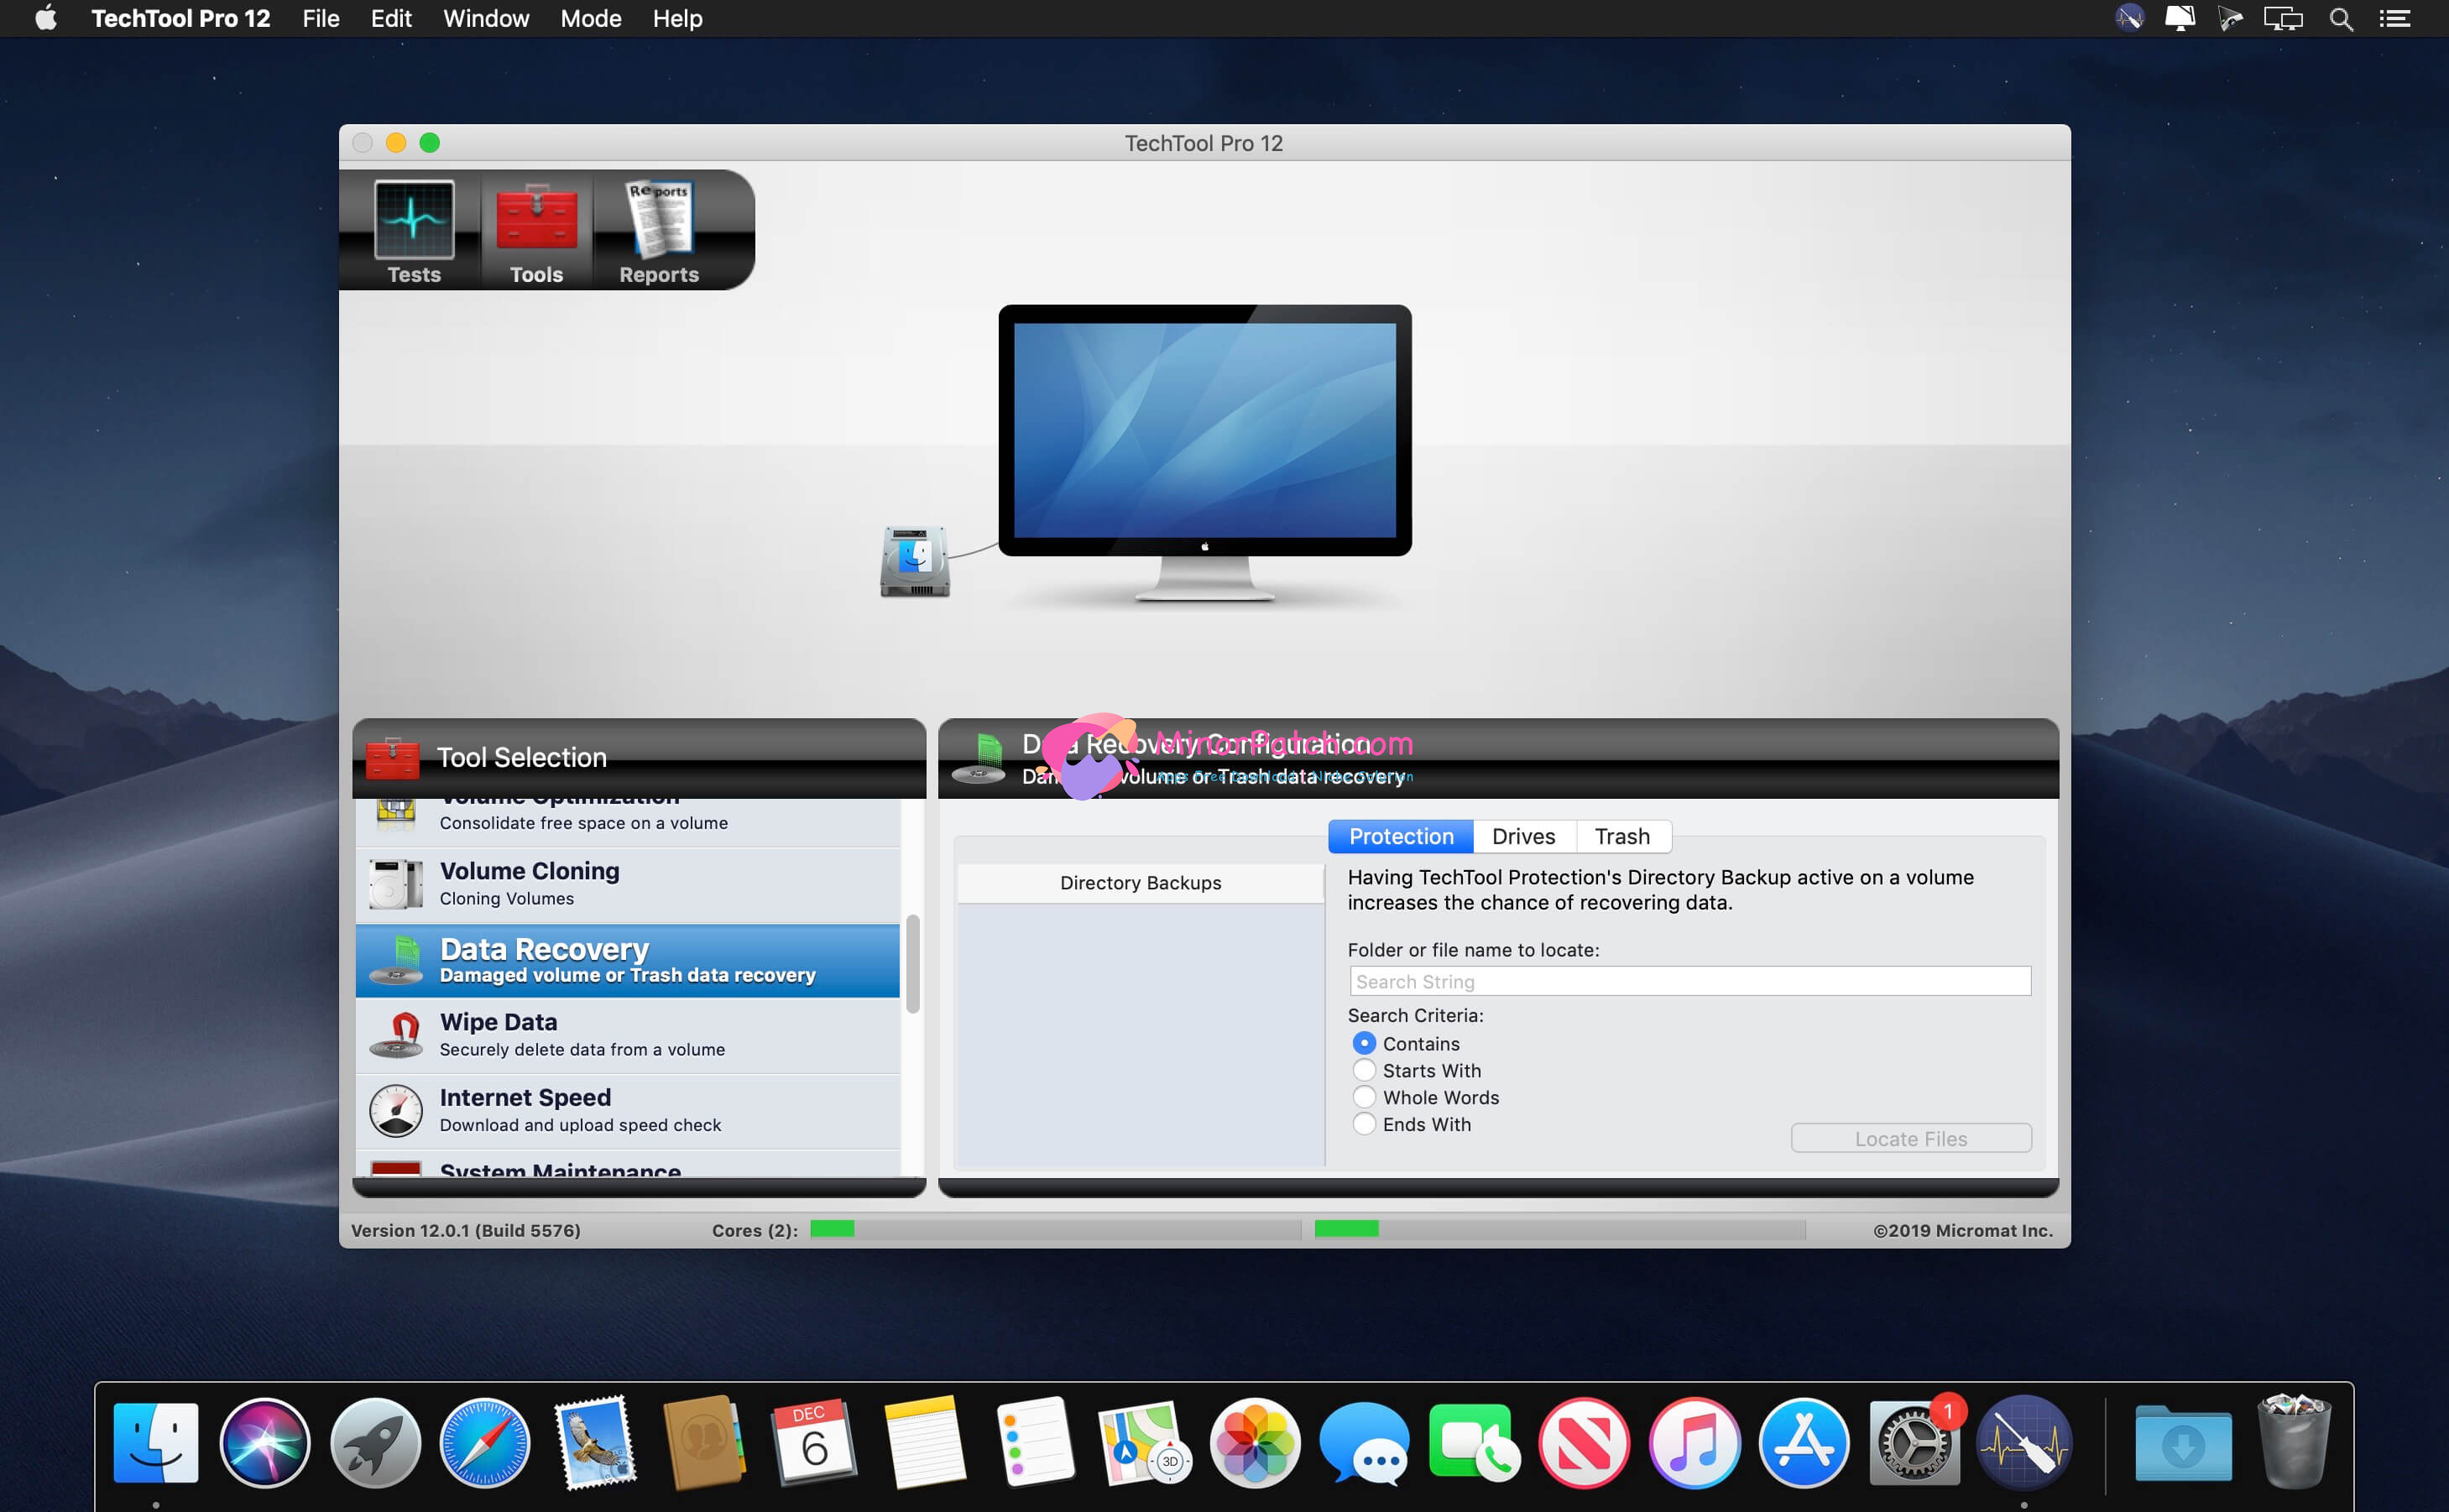 TechTool Pro 12 File Edit Window Mode Help
TechTool Pro 12
Reports
Tests Tools Reports
Tool Selection
Volume Optimization
Consolidate free space on a volume
Volume Cloning
Cloning Volumes
Data Recovery
Damaged volume or Trash data recovery
Wipe Data
Securely delete data from a volume
Internet Speed
Download and upload speed check
System Maintenance
Data Recovery Configuration
MinorPatch.com
Damaged volume or Trash data recovery
Protection Drives Trash
Directory Backups
Having TechTool Protection's Directory Backup active on a volume
increases the chance of recovering data.
Folder or file name to locate:
Search String
Search Criteria:
Contains
Starts With
Whole Words
Ends With
Locate Files
Version 12.0.1 (Build 5576) Cores (2): ©2019 Micromat Inc.
DEC
6
3D
1